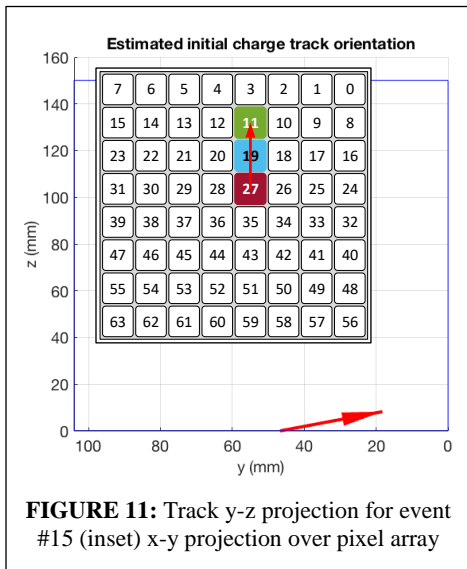 Estimated initial charge track orientation
160
140
120
100
80
60
40
20
0
z (mm)
7 6 5 4 3 2 1 0
15 14 13 12 11 10 9 8
23 22 21 20 19 18 17 16
31 30 29 28 27 26 25 24
39 38 37 36 35 34 33 32
47 46 45 44 43 42 41 40
55 54 53 52 51 50 49 48
63 62 61 60 59 58 57 56
100 80 60 40 20 0
y (mm)
FIGURE 11: Track y-z projection for event
#15 (inset) x-y projection over pixel array